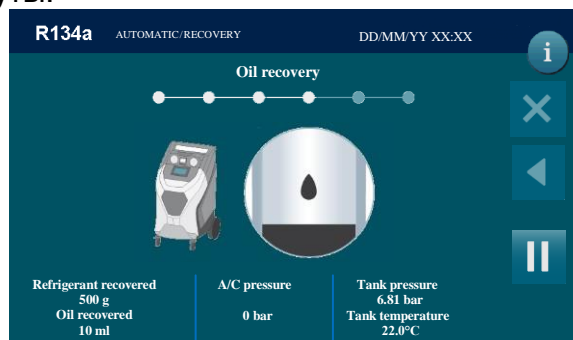 R134a AUTOMATIC/RECOVERY DD/MM/YY XX:XX
i
Oil recovery
Refrigerant recovered A/C pressure Tank pressure
500 g 6.81 bar
Oil recovered 0 bar Tank temperature
10 ml 22.0°C